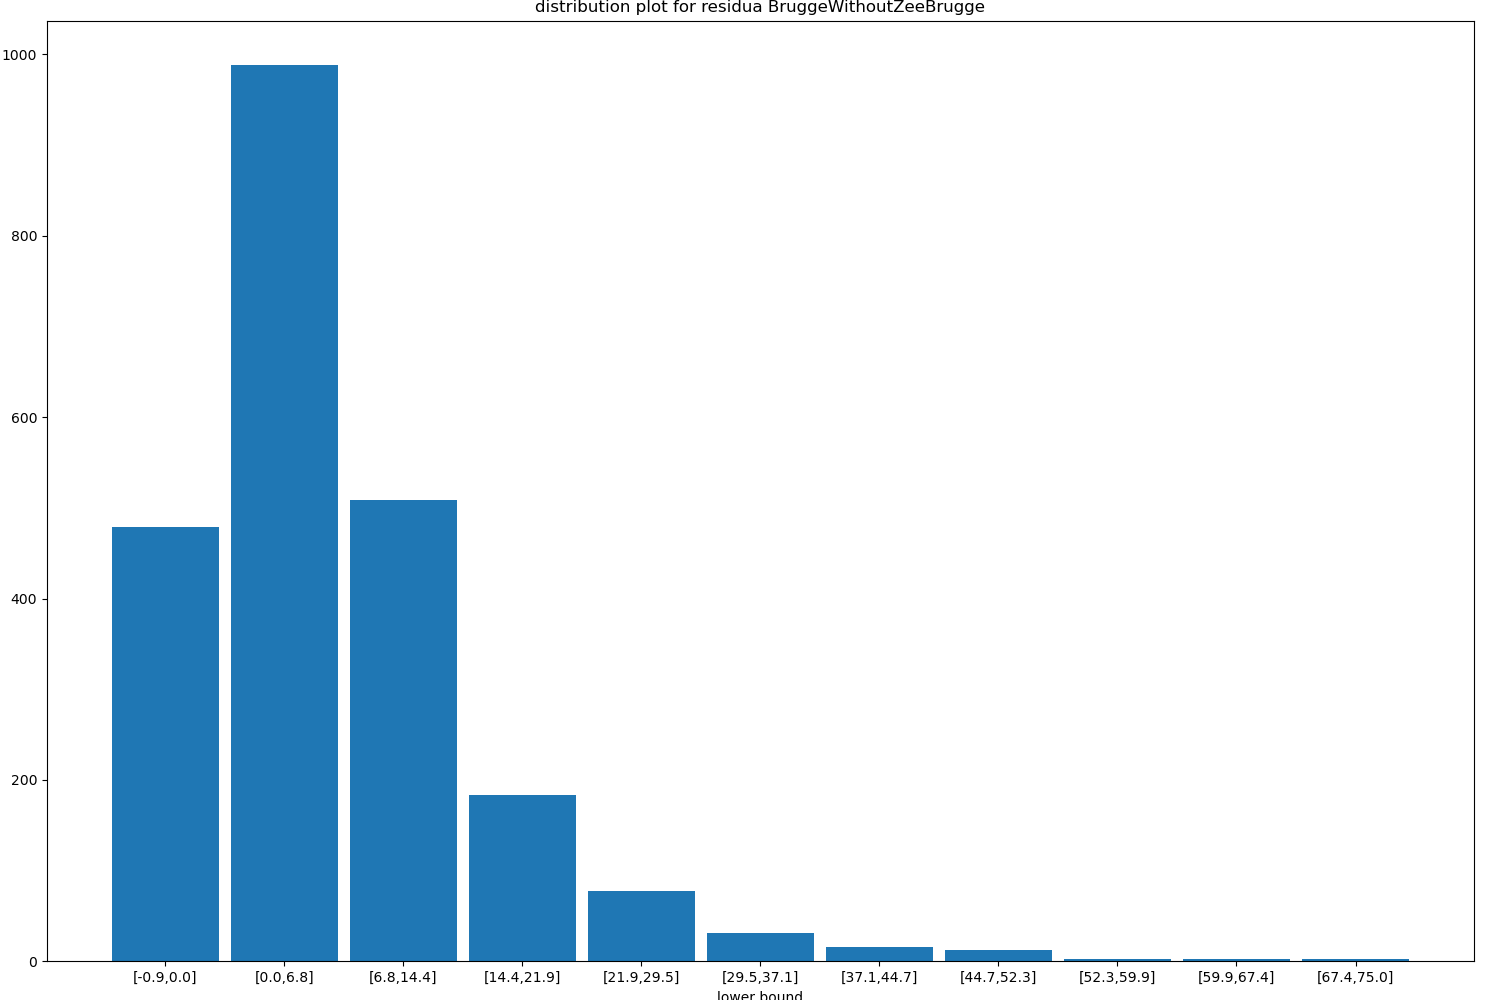 distribution plot for residua BruggeWithoutZeeBrugge
1000
800
600
400
200
0
[-0.9,0.0] [0.0,6.8] [6.8,14.4] [14.4,21.9] [21.9,29.5] [29.5,37.1] [37.1,44.7] [44.7,52.3] [52.3,59.9] [59.9,67.4] [67.4,75.0]
lower bound